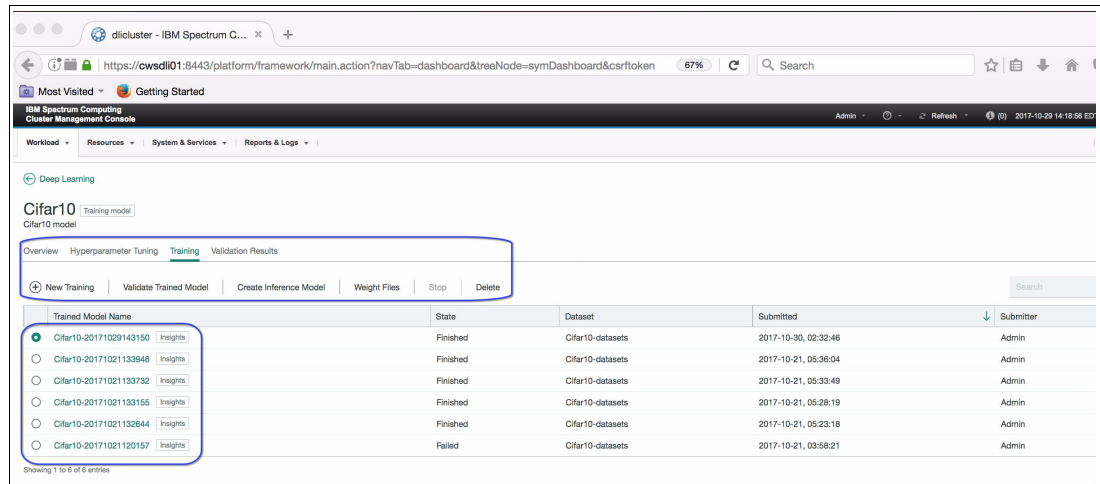 dlicluster - IBM Spectrum C... × +
https://cwsdli01:8443/platform/framework/main.action?navTab=dashboard&treeNode=symDashboard&csrftoken 67% Search
Most Visited Getting Started
IBM Spectrum Computing
Cluster Management Console
Admin Refresh (0) 2017-10-29 14:18:56 EDT
Workload Resources System & Services Reports & Logs
Deep Learning
Cifar10 Training model
Cifar10 model
Overview Hyperparameter Tuning Training Validation Results
New Training Validate Trained Model Create Inference Model Weight Files Stop Delete Search
Trained Model Name State Dataset Submitted Submitter
Cifar10-20171029143150 Insights Finished Cifar10-datasets 2017-10-30, 02:32:46 Admin
Cifar10-20171021133946 Insights Finished Cifar10-datasets 2017-10-21, 05:36:04 Admin
Cifar10-20171021133732 Insights Finished Cifar10-datasets 2017-10-21, 05:33:49 Admin
Cifar10-20171021133155 Insights Finished Cifar10-datasets 2017-10-21, 05:28:19 Admin
Cifar10-20171021132644 Insights Finished Cifar10-datasets 2017-10-21, 05:23:18 Admin
Cifar10-20171021120157 Insights Failed Cifar10-datasets 2017-10-21, 03:58:21 Admin
Showing 1 to 6 of 6 entries